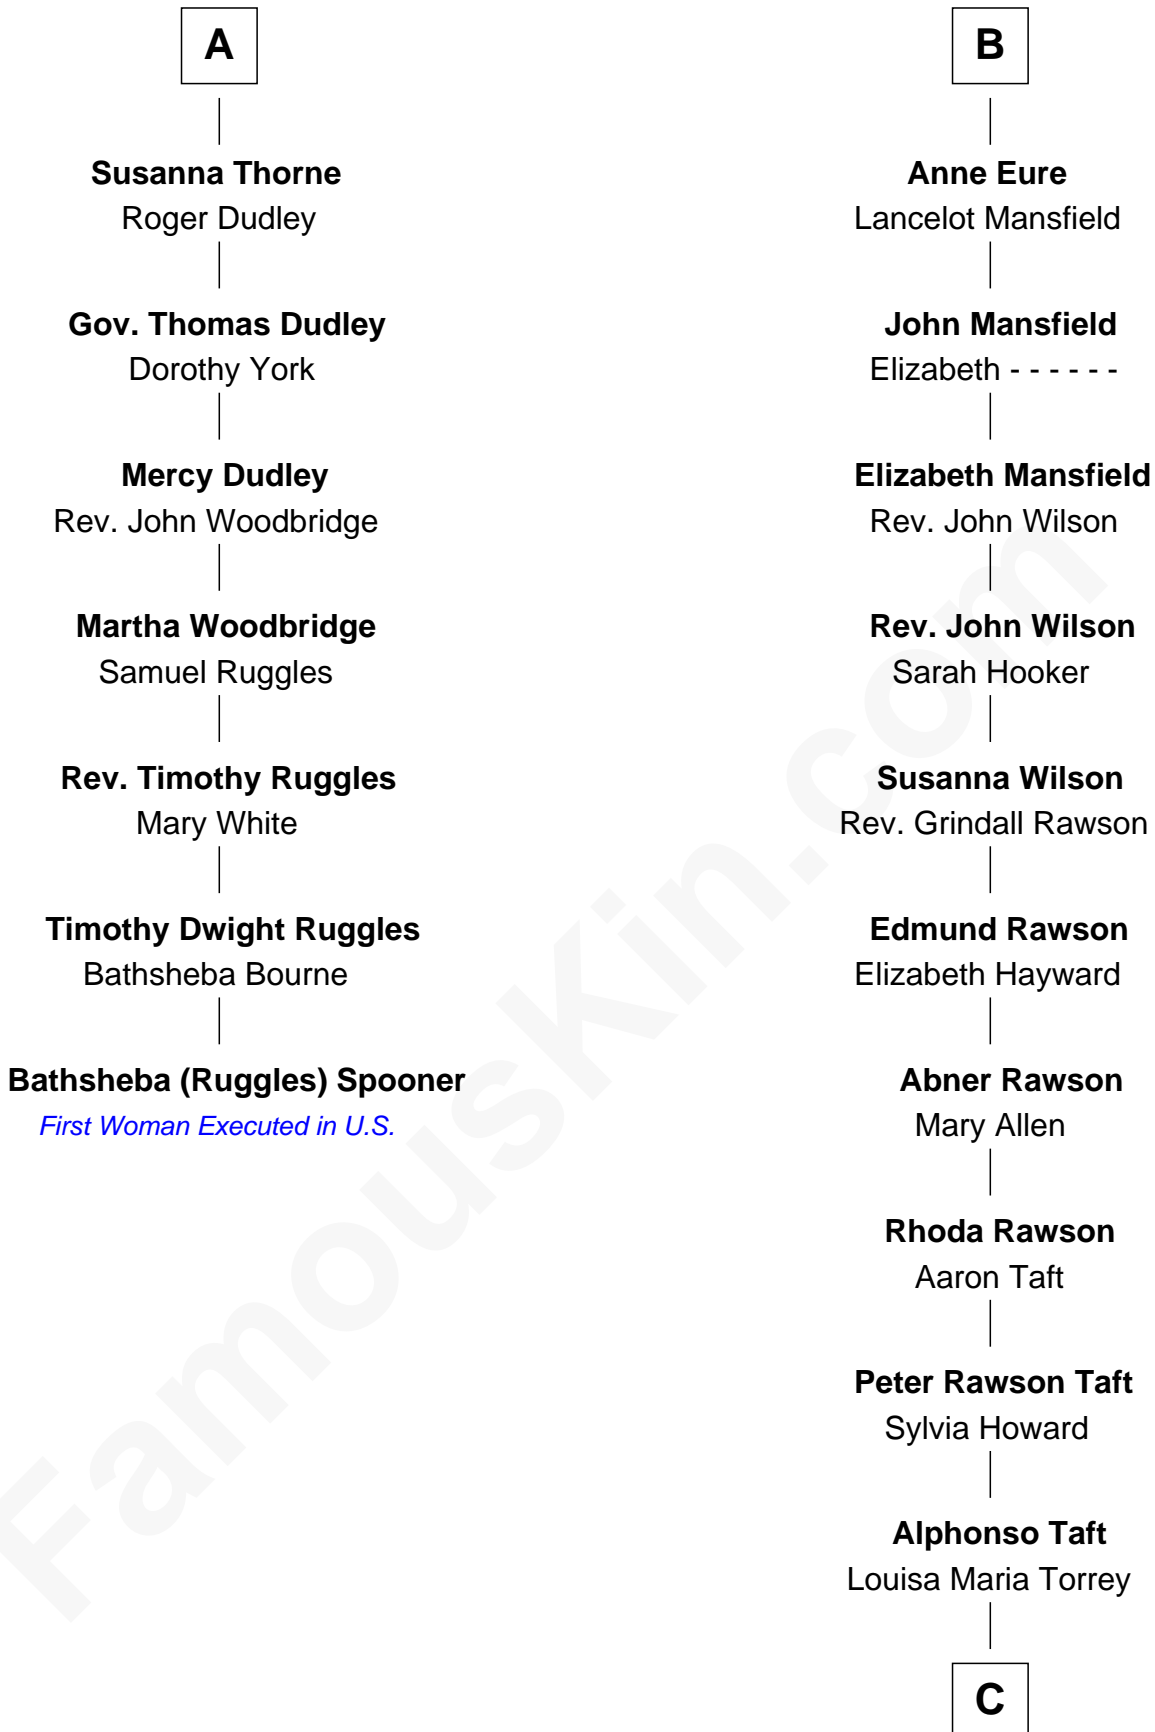 A
Susanna Thorne
Roger Dudley
Gov. Thomas Dudley
Dorothy York
Mercy Dudley
Rev. John Woodbridge
Martha Woodbridge
Samuel Ruggles
Rev. Timothy Ruggles
Mary White
Timothy Dwight Ruggles
Bathsheba Bourne
Bathsheba (Ruggles) Spooner
First Woman Executed in U.S.
B
Anne Eure
Lancelot Mansfield
John Mansfield
Elizabeth - - - - - -
Elizabeth Mansfield
Rev. John Wilson
Rev. John Wilson
Sarah Hooker
Susanna Wilson
Rev. Grindall Rawson
Edmund Rawson
Elizabeth Hayward
Abner Rawson
Mary Allen
Rhoda Rawson
Aaron Taft
Peter Rawson Taft
Sylvia Howard
Alphonso Taft
Louisa Maria Torrey
C
FamousKin.com